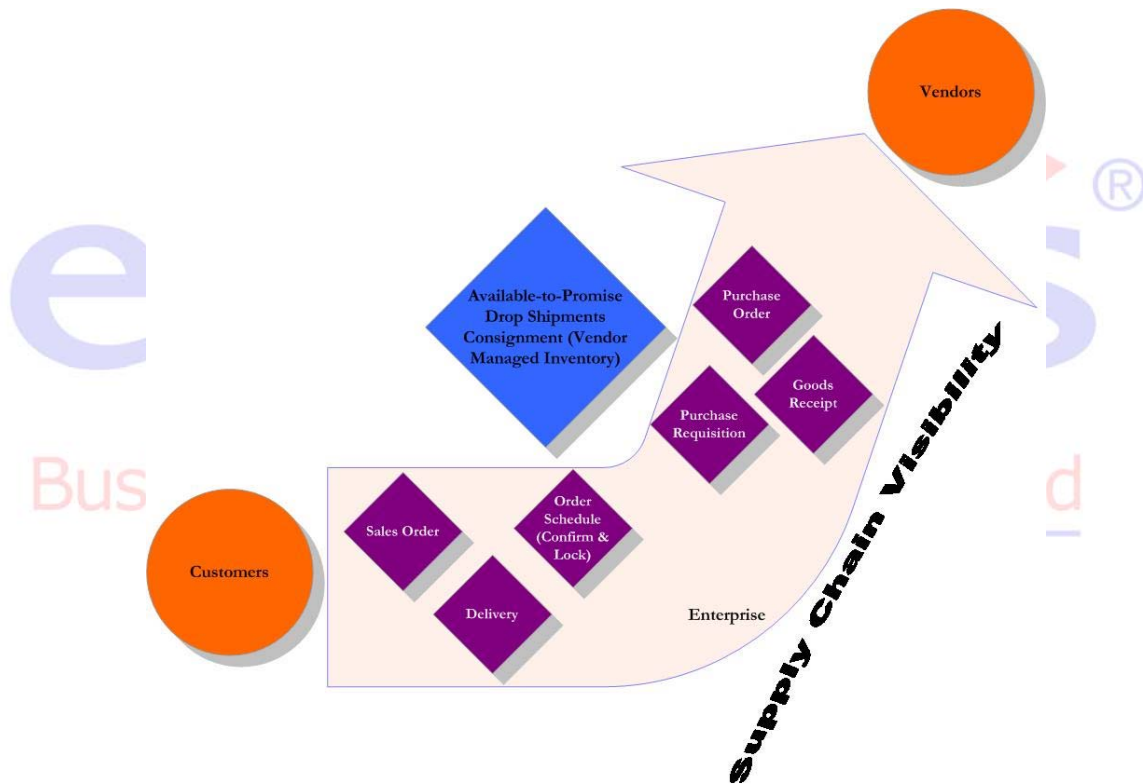 Vendors
®
Available-to-Promise
Drop Shipments
Consignment (Vendor
Managed Inventory)
Purchase
Order
Goods
Receipt
Purchase
Requisition
Sales Order
Order
Schedule
(Confirm &
Lock)
Delivery
Customers
Enterprise
Supply Chain Visibility
e
s
Bus
d